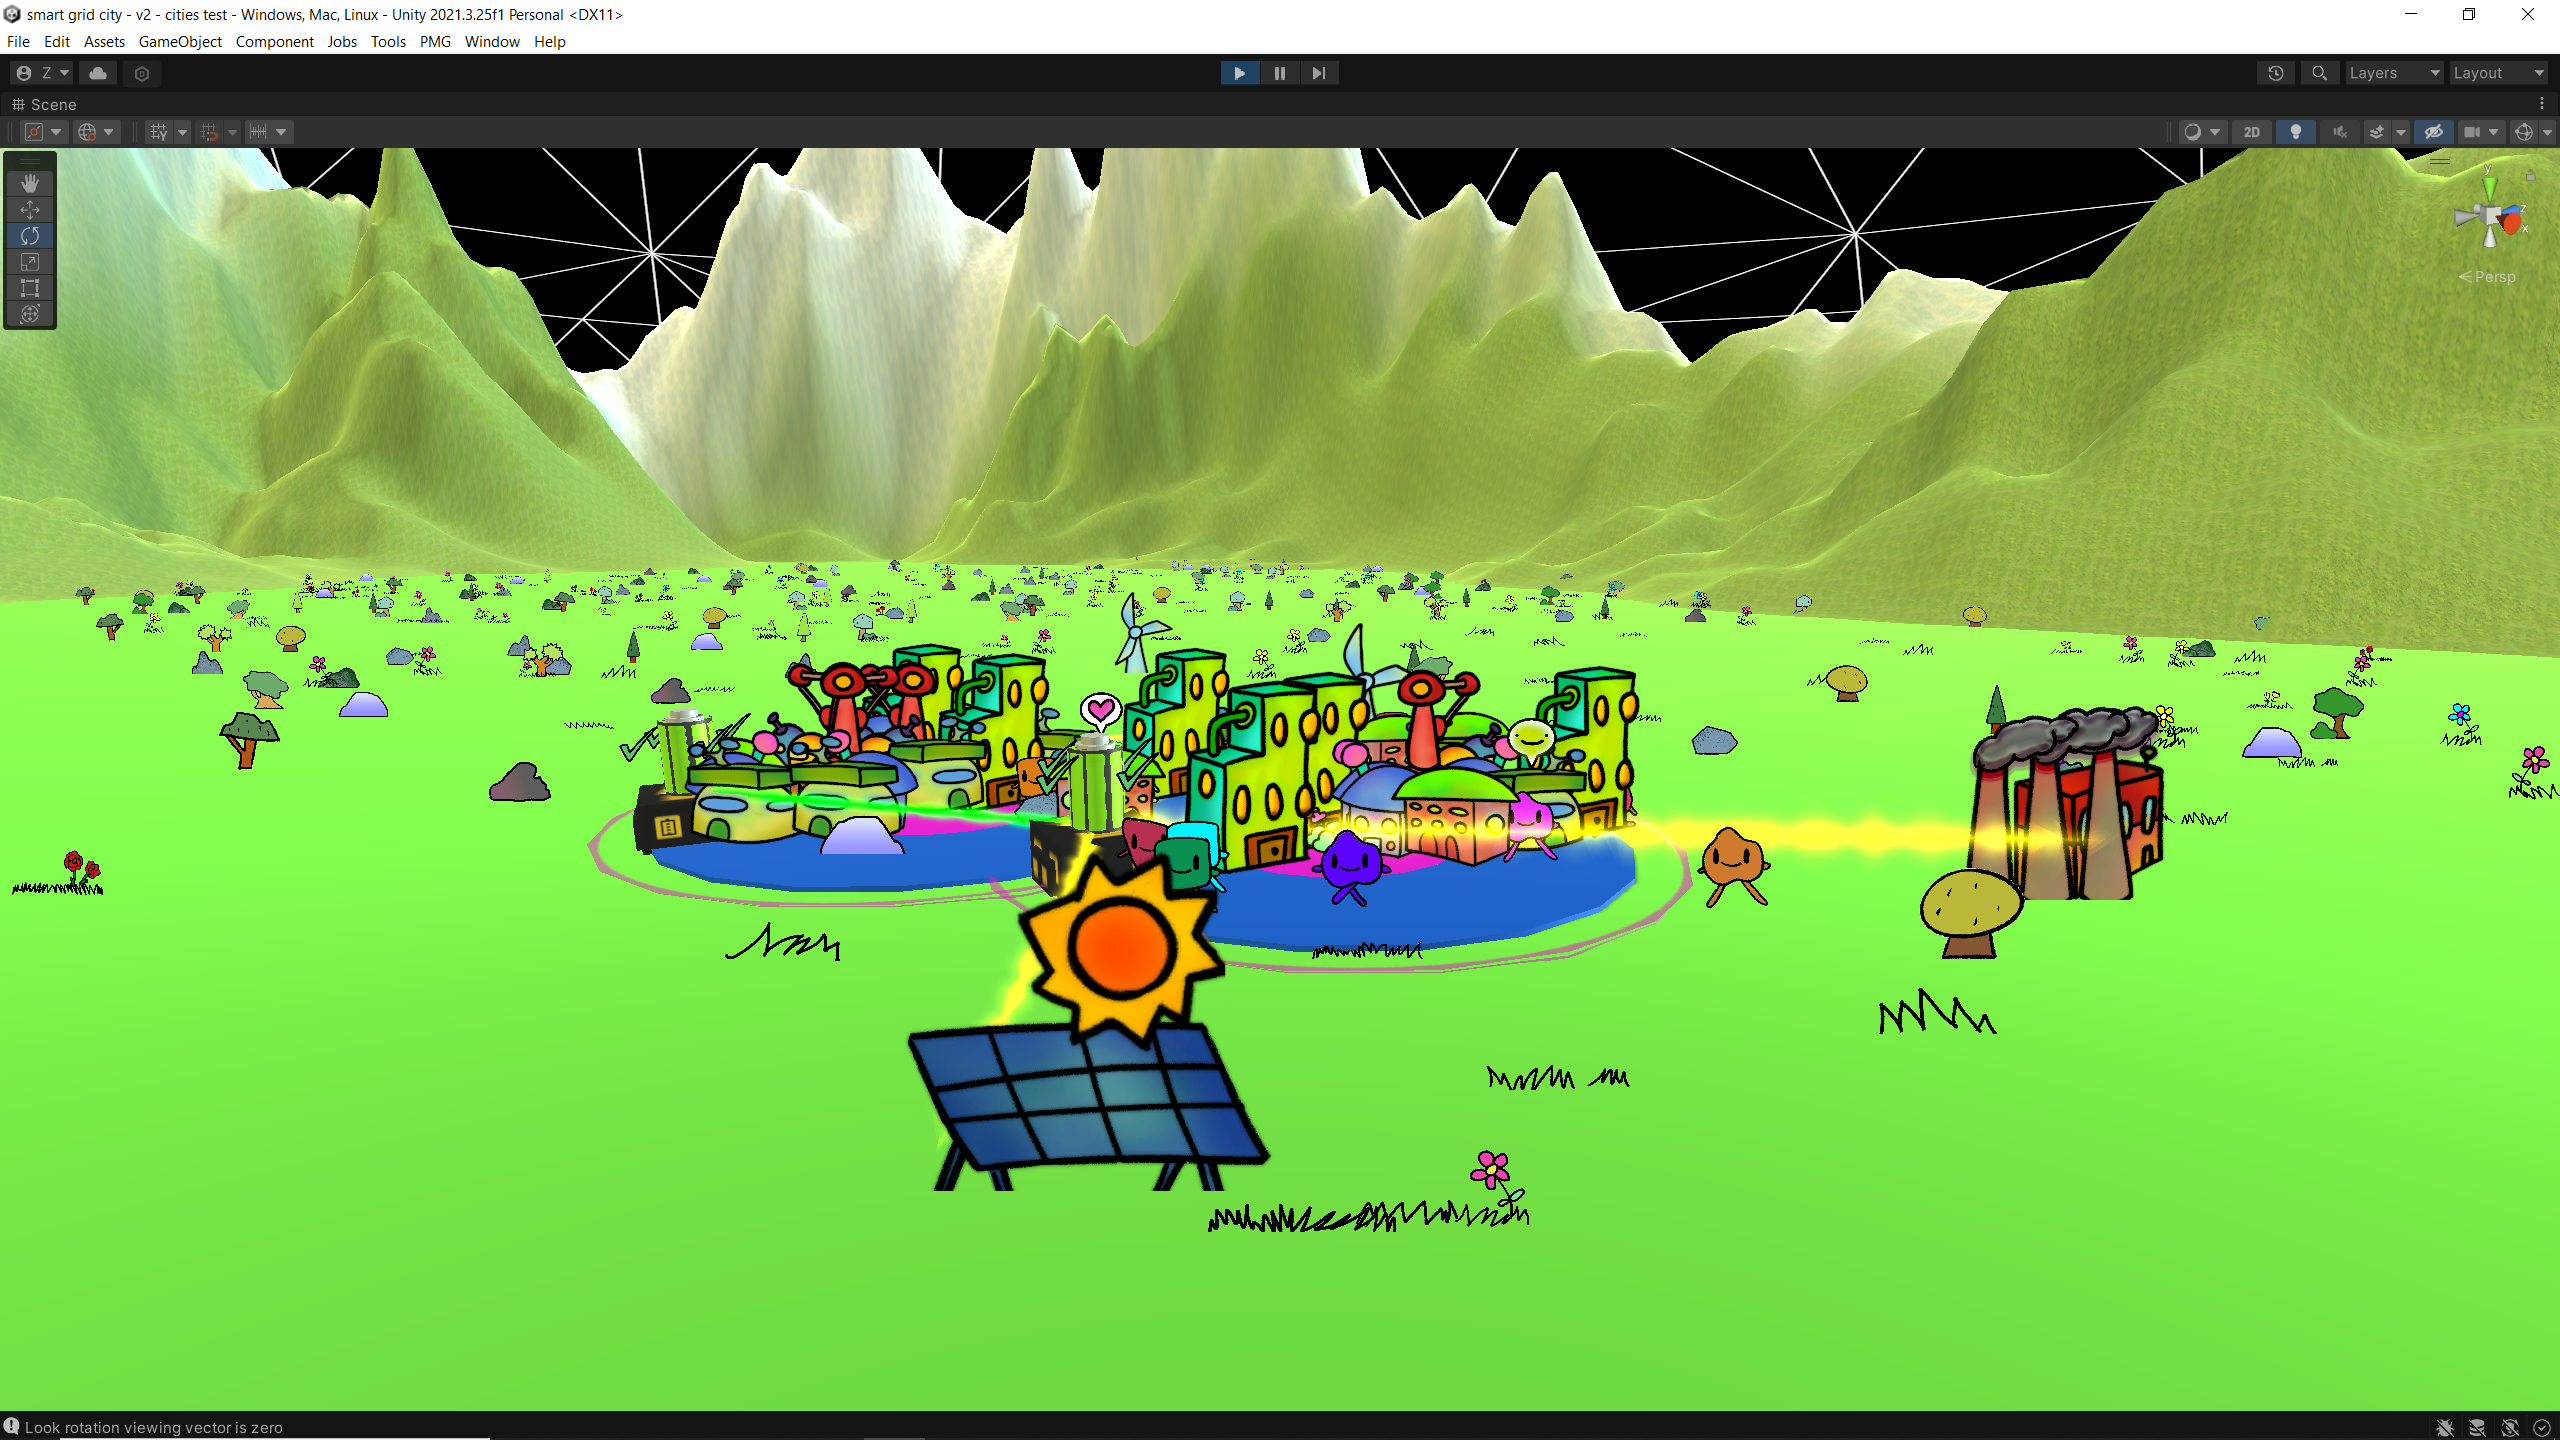 smart grid city - v2 - cities test - Windows, Mac, Linux - Unity 2021.3.25f1 Personal <DX11>
File Edit Assets GameObject Component Jobs Tools PMG Window Help
Z Layers Layout
Scene
2D
y
z
x
Persp
Look rotation viewing vector is zero